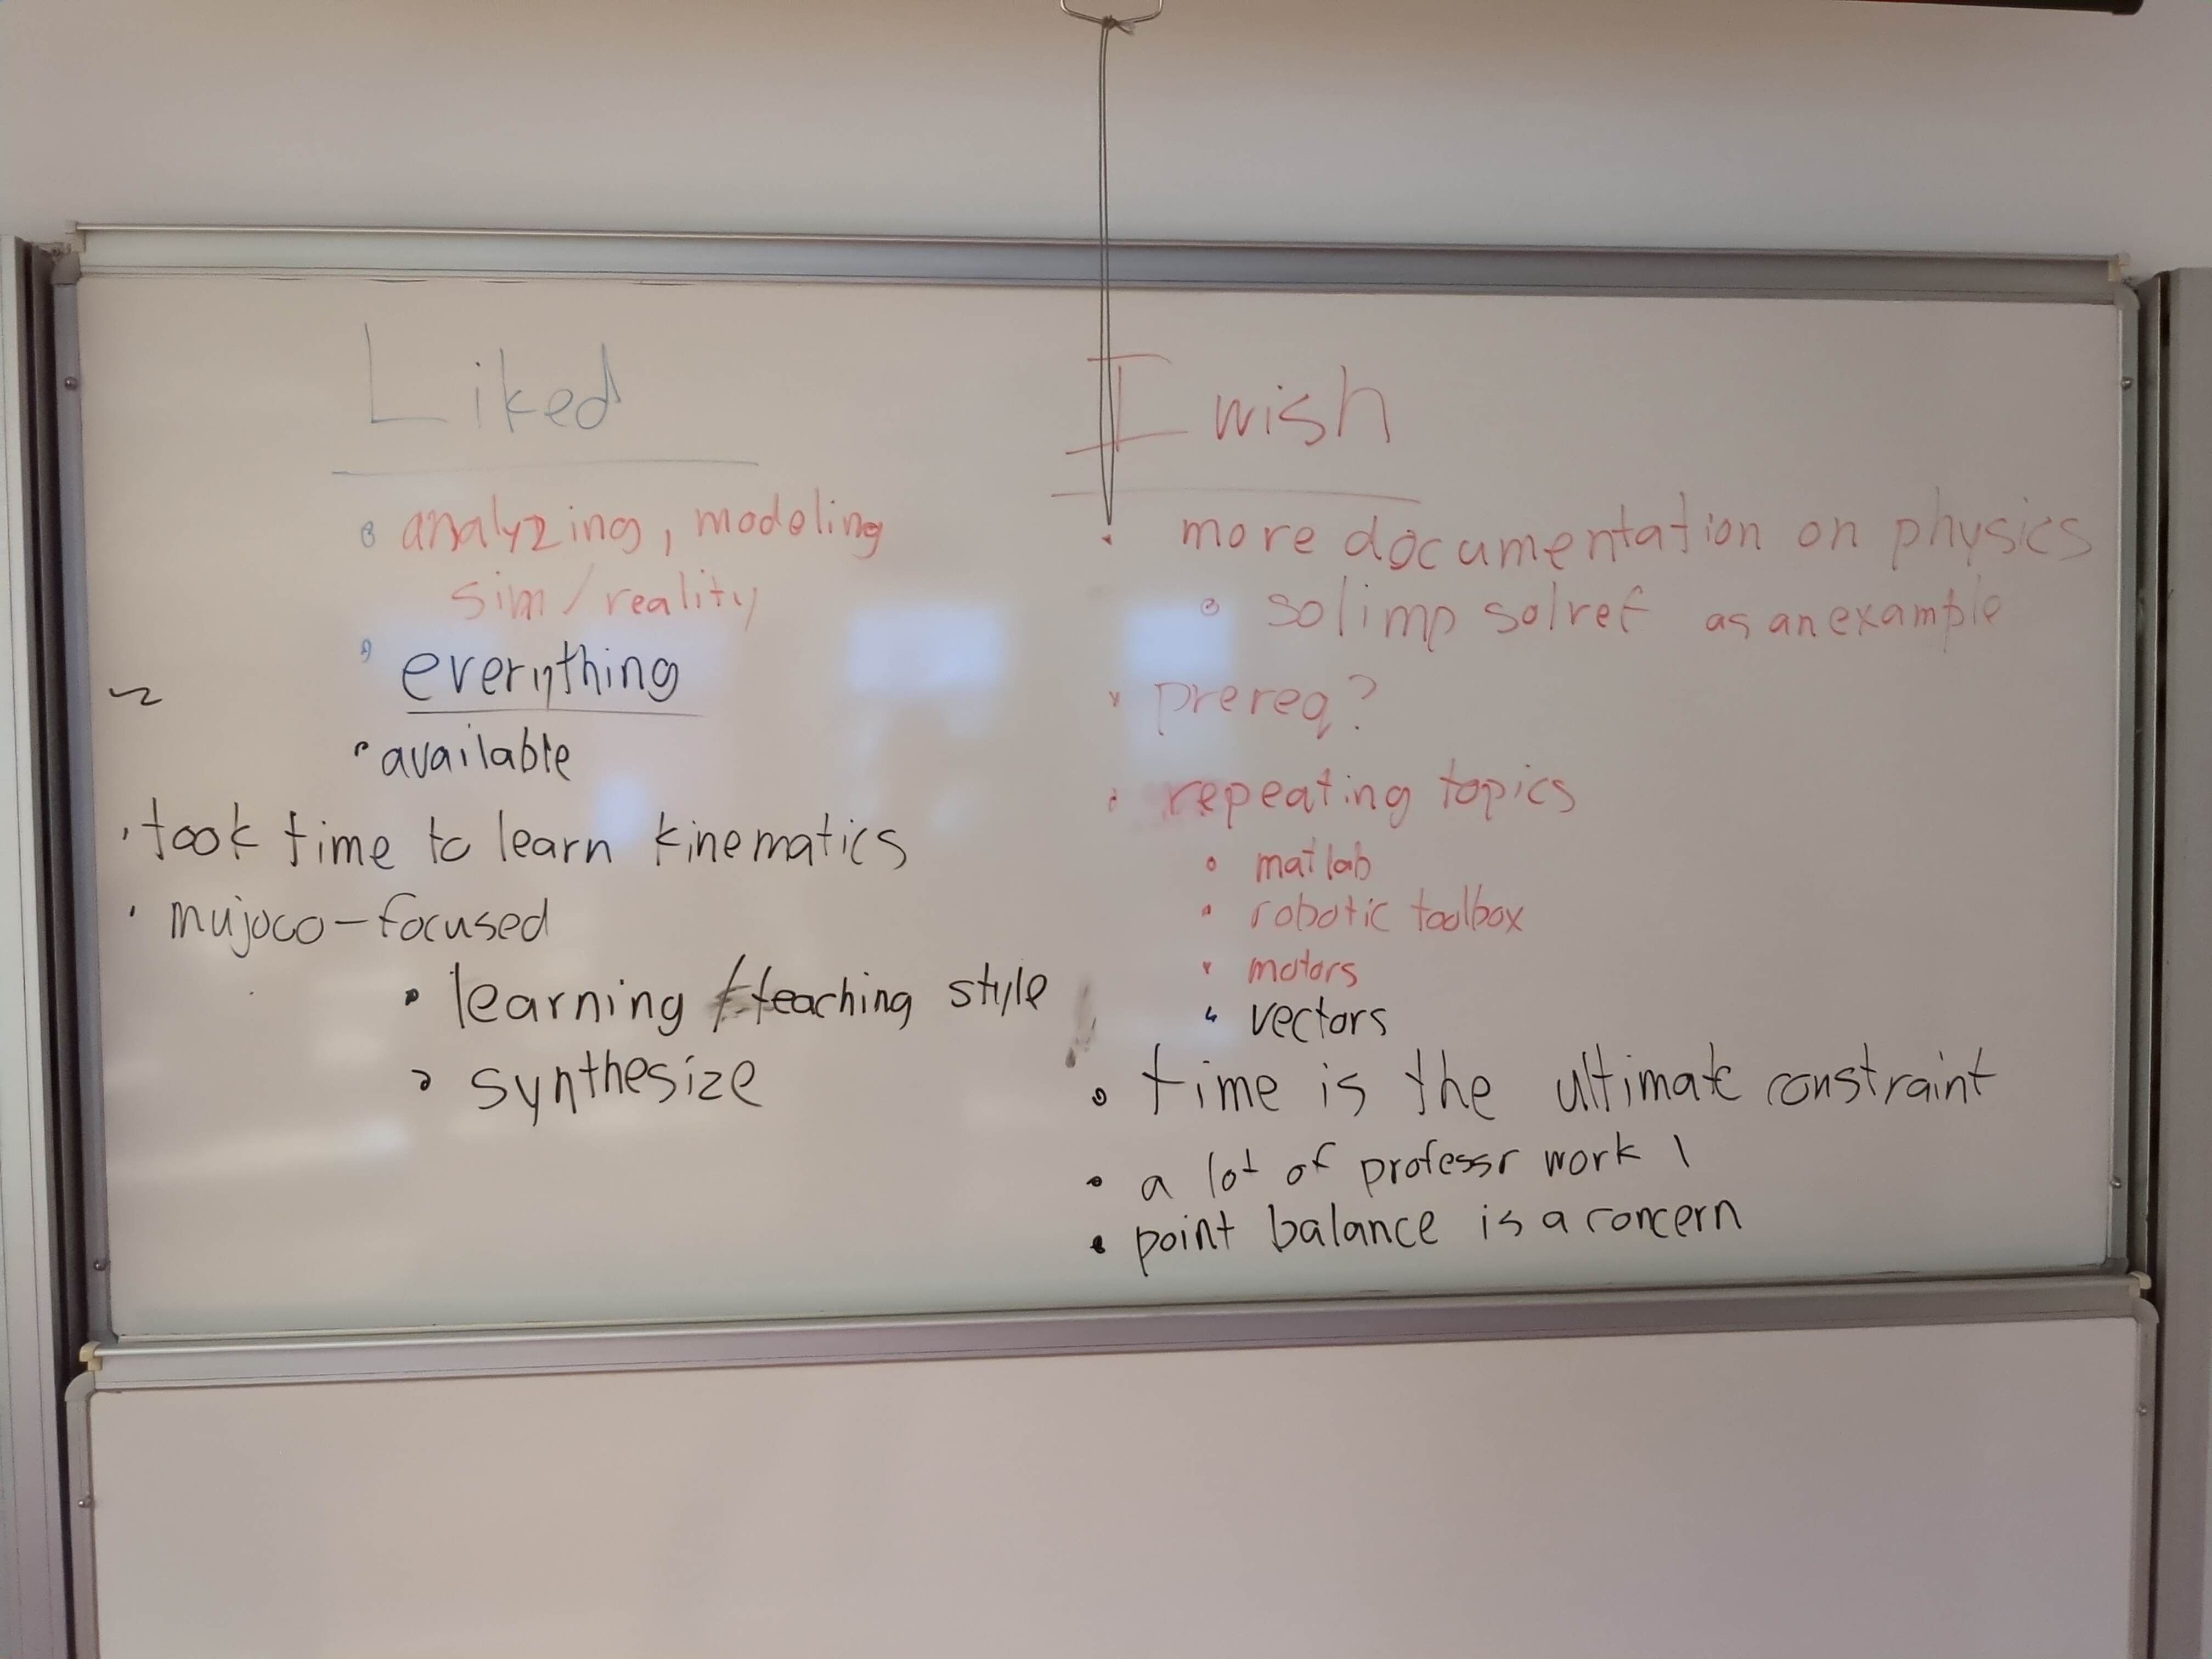 Liked
• analyzing, modeling
sim/reality
• everything
• available
• took time to learn kinematics
• mujoco-focused
• learning /teaching style
• synthesize
I wish
• more documentation on physics
• solimp solref as an example
• prereq?
• repeating topics
• matlab
• robotic toolbox
• motors
• vectors
• time is the ultimate constraint
• a lot of professr work
• point balance is a concern